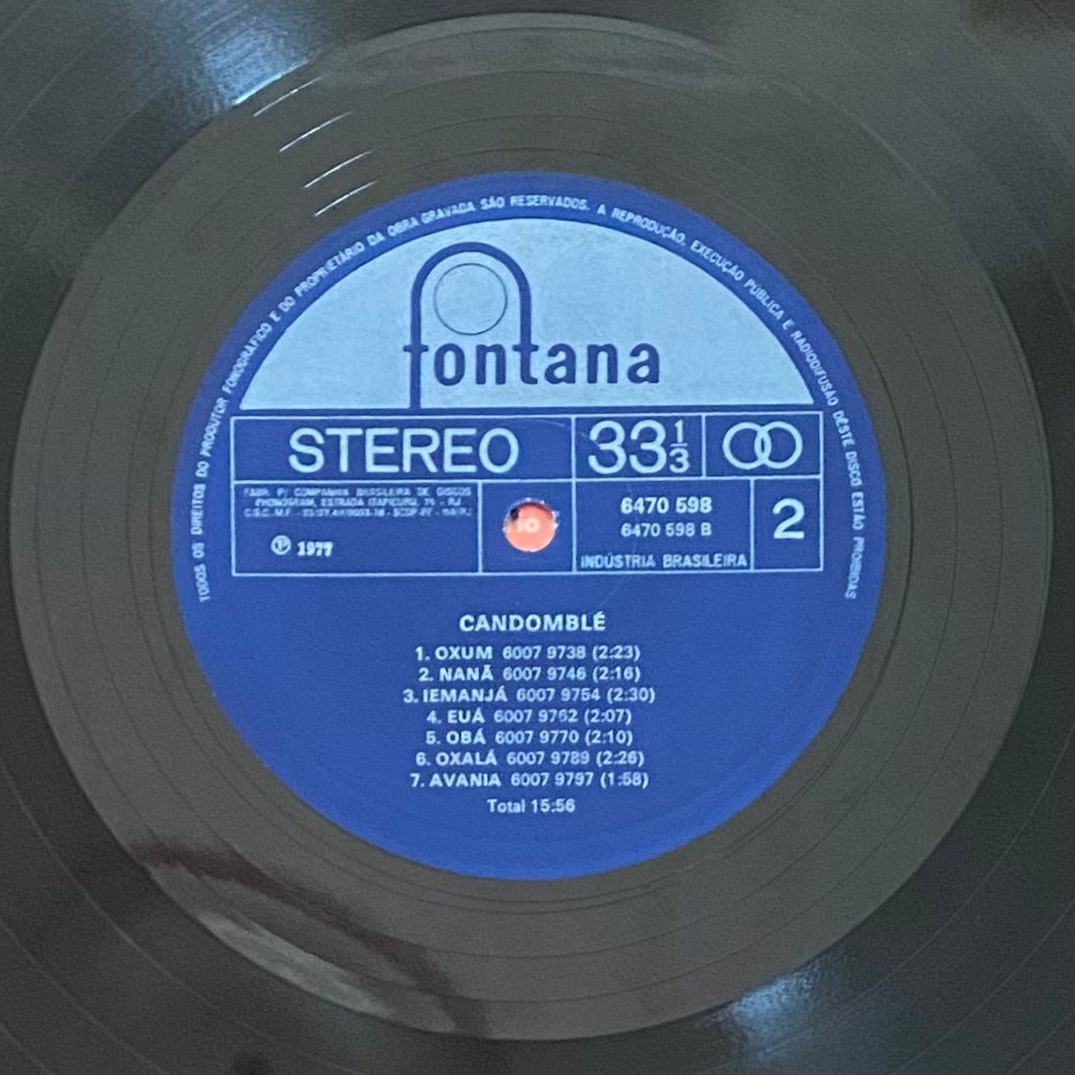 TODOS OS DIREITOS DO PRODUTOR FONOGRÁFICO E DO PROPRIETÁRIO DA OBRA GRAVADA SÃO RESERVADOS. A REPRODUÇÃO, EXECUÇÃO PÚBLICA E RADIODIFUSÃO DÊSTE DISCO ESTÃO PROIBIDAS
fontana
STEREO 33 1/3
FABR. P/ COMPANHIA BRASILEIRA DE DISCOS
PHONOGRAM, ESTRADA ITAPICURU, - RJ
C.G.C.-M.F.
6470 598
6470 598 B
2
℗ 1977
INDÚSTRIA BRASILEIRA
CANDOMBLÉ
1. OXUM 6007 9738 (2:23)
2. NANÃ 6007 9746 (2:16)
3. IEMANJÁ 6007 9754 (2:30)
4. EUÁ 6007 9762 (2:07)
5. OBÁ 6007 9770 (2:10)
6. OXALÁ 6007 9789 (2:26)
7. AVANIA 6007 9797 (1:58)
Total 15:56